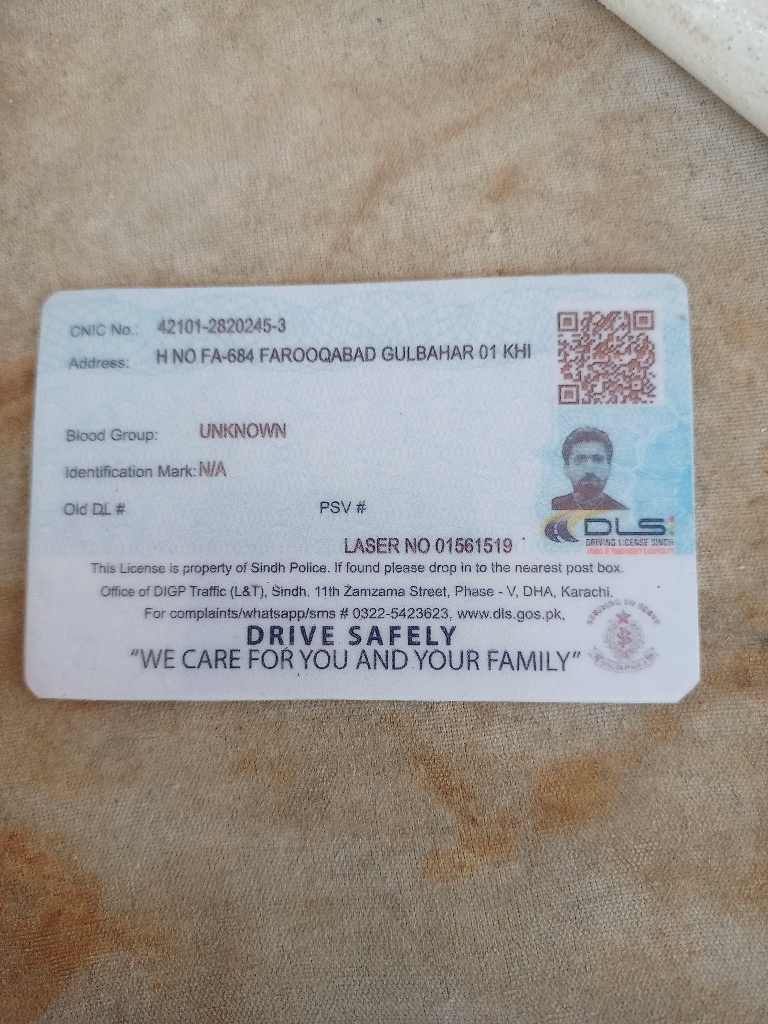 CNIC No.: 42101-2820245-3
Address: H NO FA-684 FAROOQABAD GULBAHAR 01 KHI
Blood Group: UNKNOWN
Identification Mark: N/A
Old DL # PSV #
DLS
DRIVING LICENSE SINDH
LASER NO 01561519
This License is property of Sindh Police. If found please drop in to the nearest post box.
Office of DIGP Traffic (L&T), Sindh, 11th Zamzama Street, Phase - V, DHA, Karachi.
For complaints/whatsapp/sms # 0322-5423623, www.dls.gos.pk,
DRIVE SAFELY
"WE CARE FOR YOU AND YOUR FAMILY"